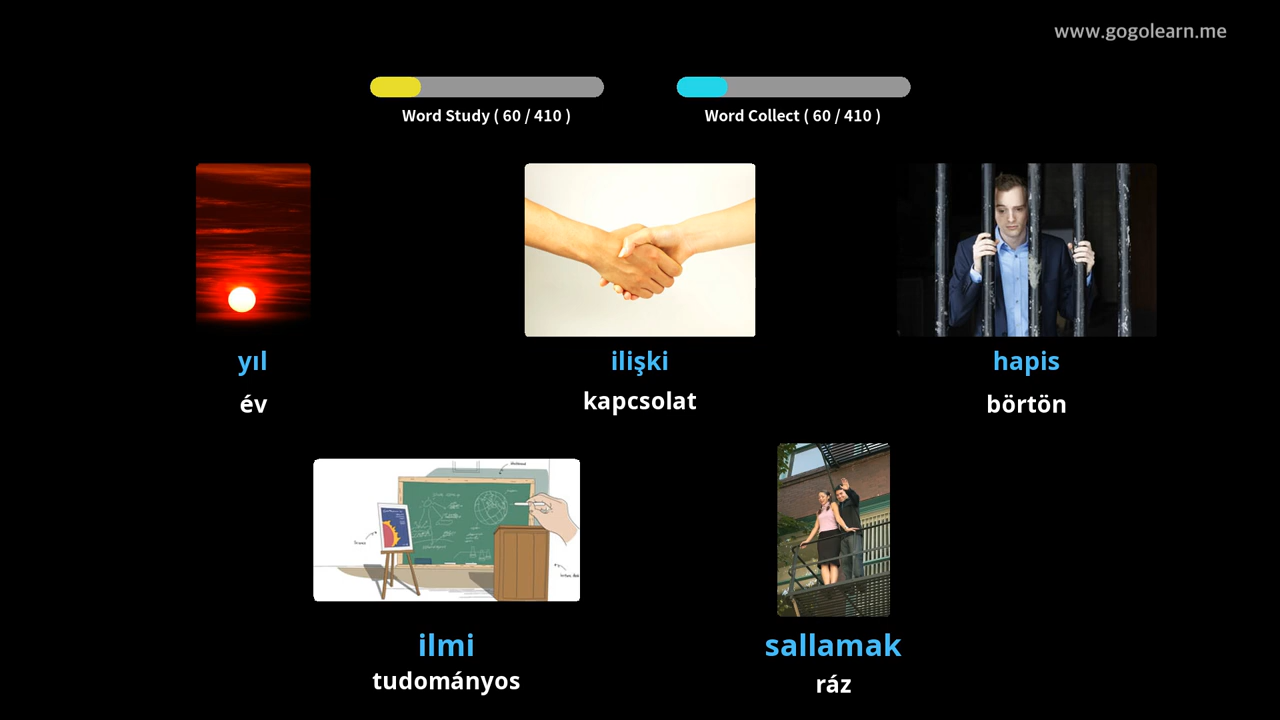 www.gogolearn.me
Word Study ( 60 / 410 )
Word Collect ( 60 / 410 )
yıl
év
ilişki
kapcsolat
hapis
börtön
ilmi
tudományos
sallamak
ráz